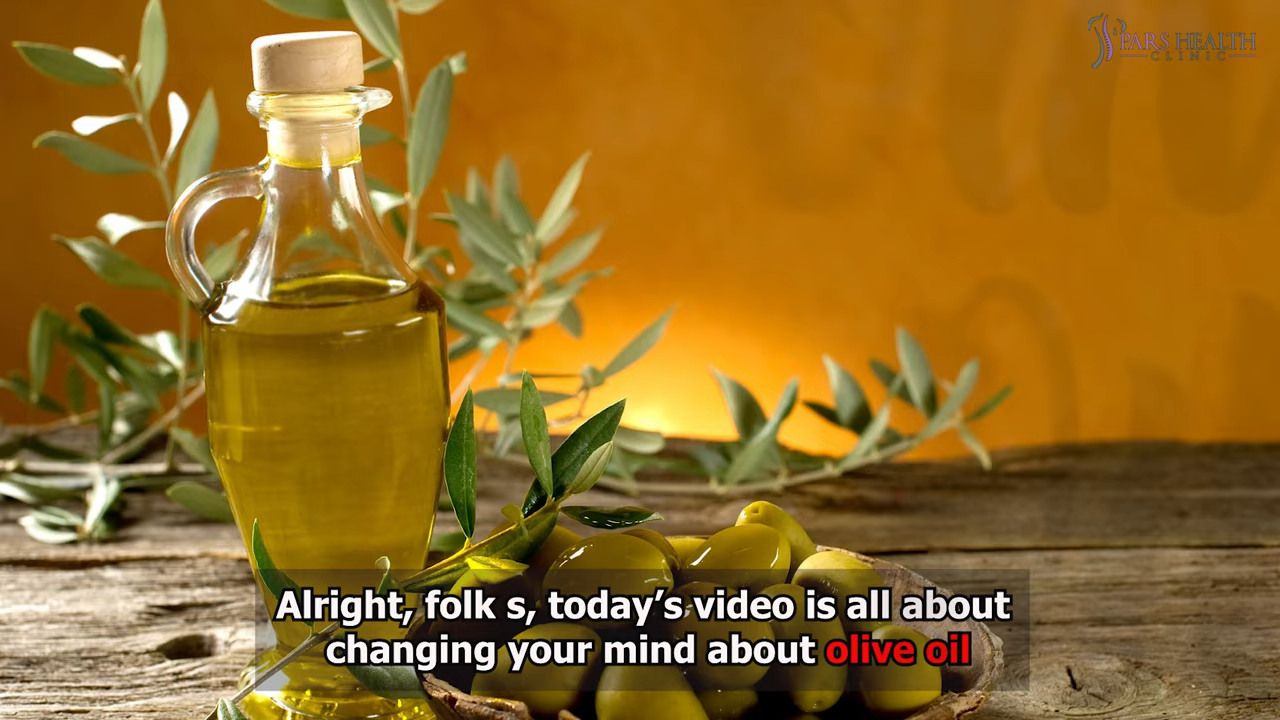 PARS HEALTH
CLINIC
Alright, folk s, today's video is all about
changing your mind about olive oil